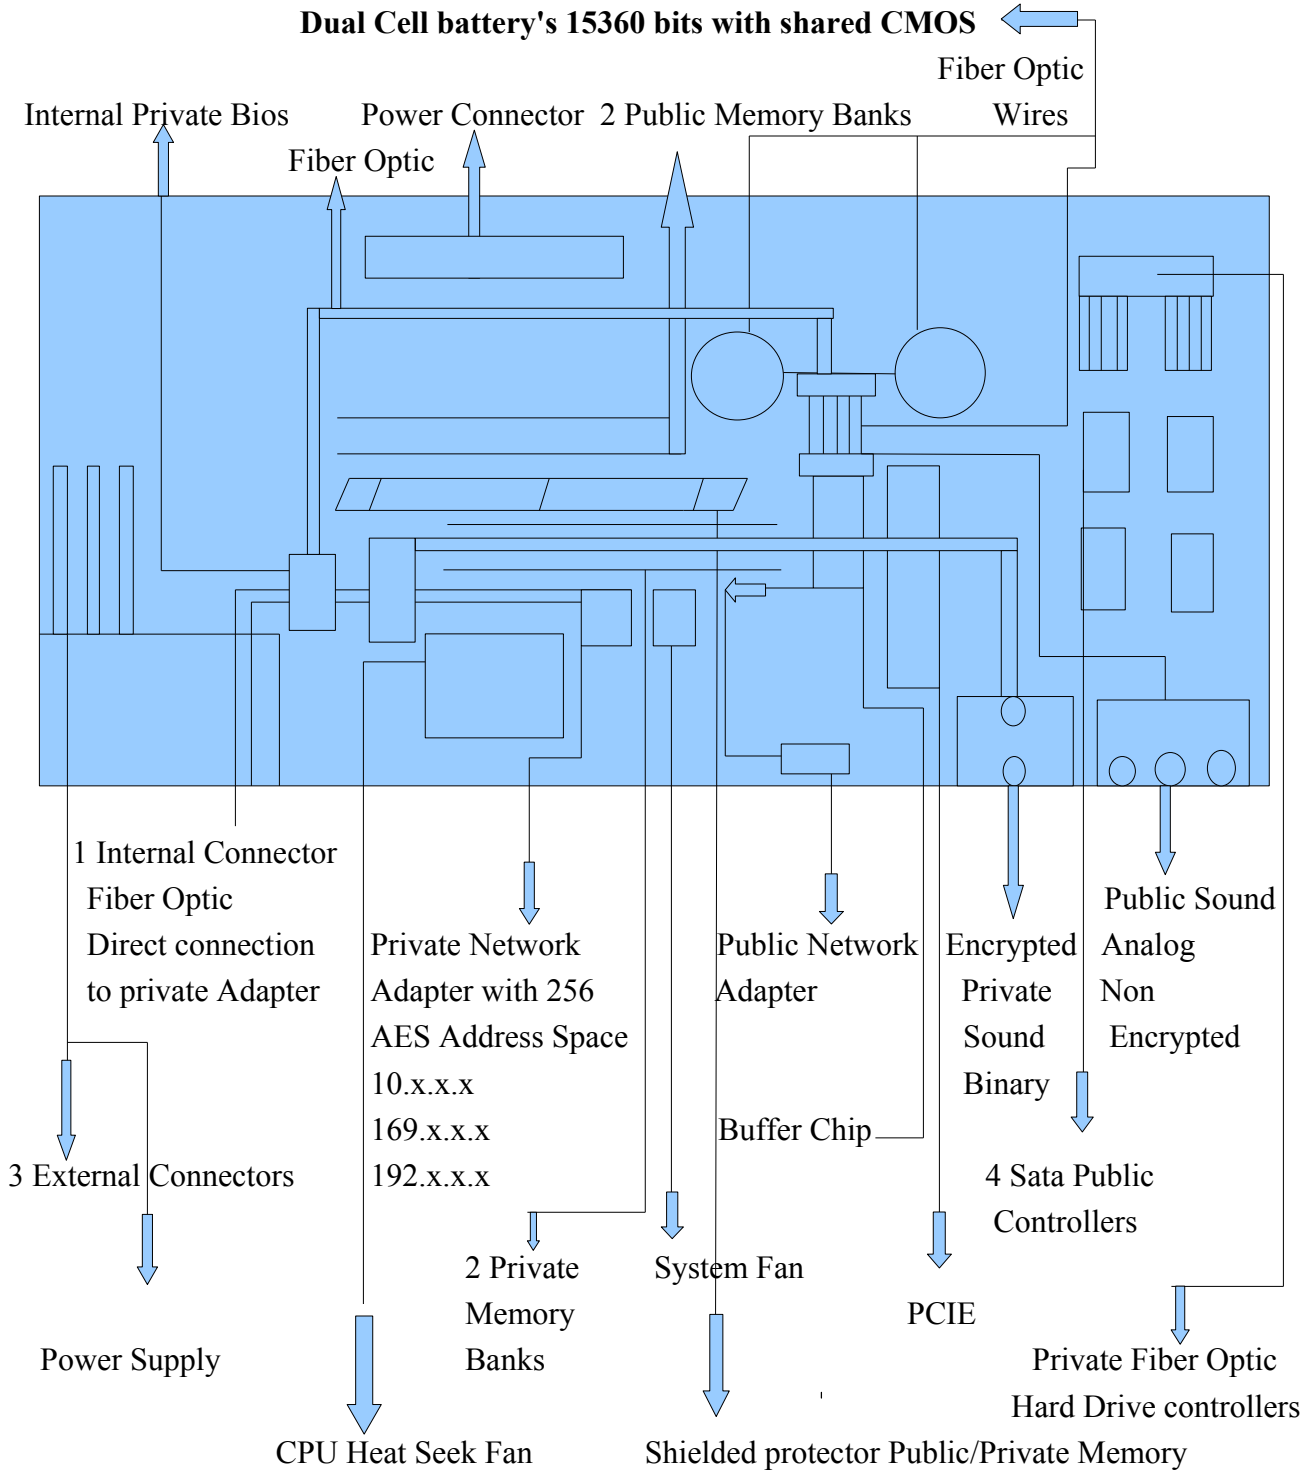 Dual Cell battery's 15360 bits with shared CMOS
Fiber Optic
Wires
Internal Private Bios
Power Connector
2 Public Memory Banks
Fiber Optic
1 Internal Connector
Fiber Optic
Direct connection
to private Adapter
Private Network
Adapter with 256
AES Address Space
10.x.x.x
169.x.x.x
192.x.x.x
Public Network
Adapter
Encrypted
Private
Sound
Binary
Public Sound
Analog
Non
Encrypted
Buffer Chip
3 External Connectors
4 Sata Public
Controllers
2 Private
Memory
Banks
System Fan
PCIE
Power Supply
Private Fiber Optic
Hard Drive controllers
CPU Heat Seek Fan
Shielded protector Public/Private Memory